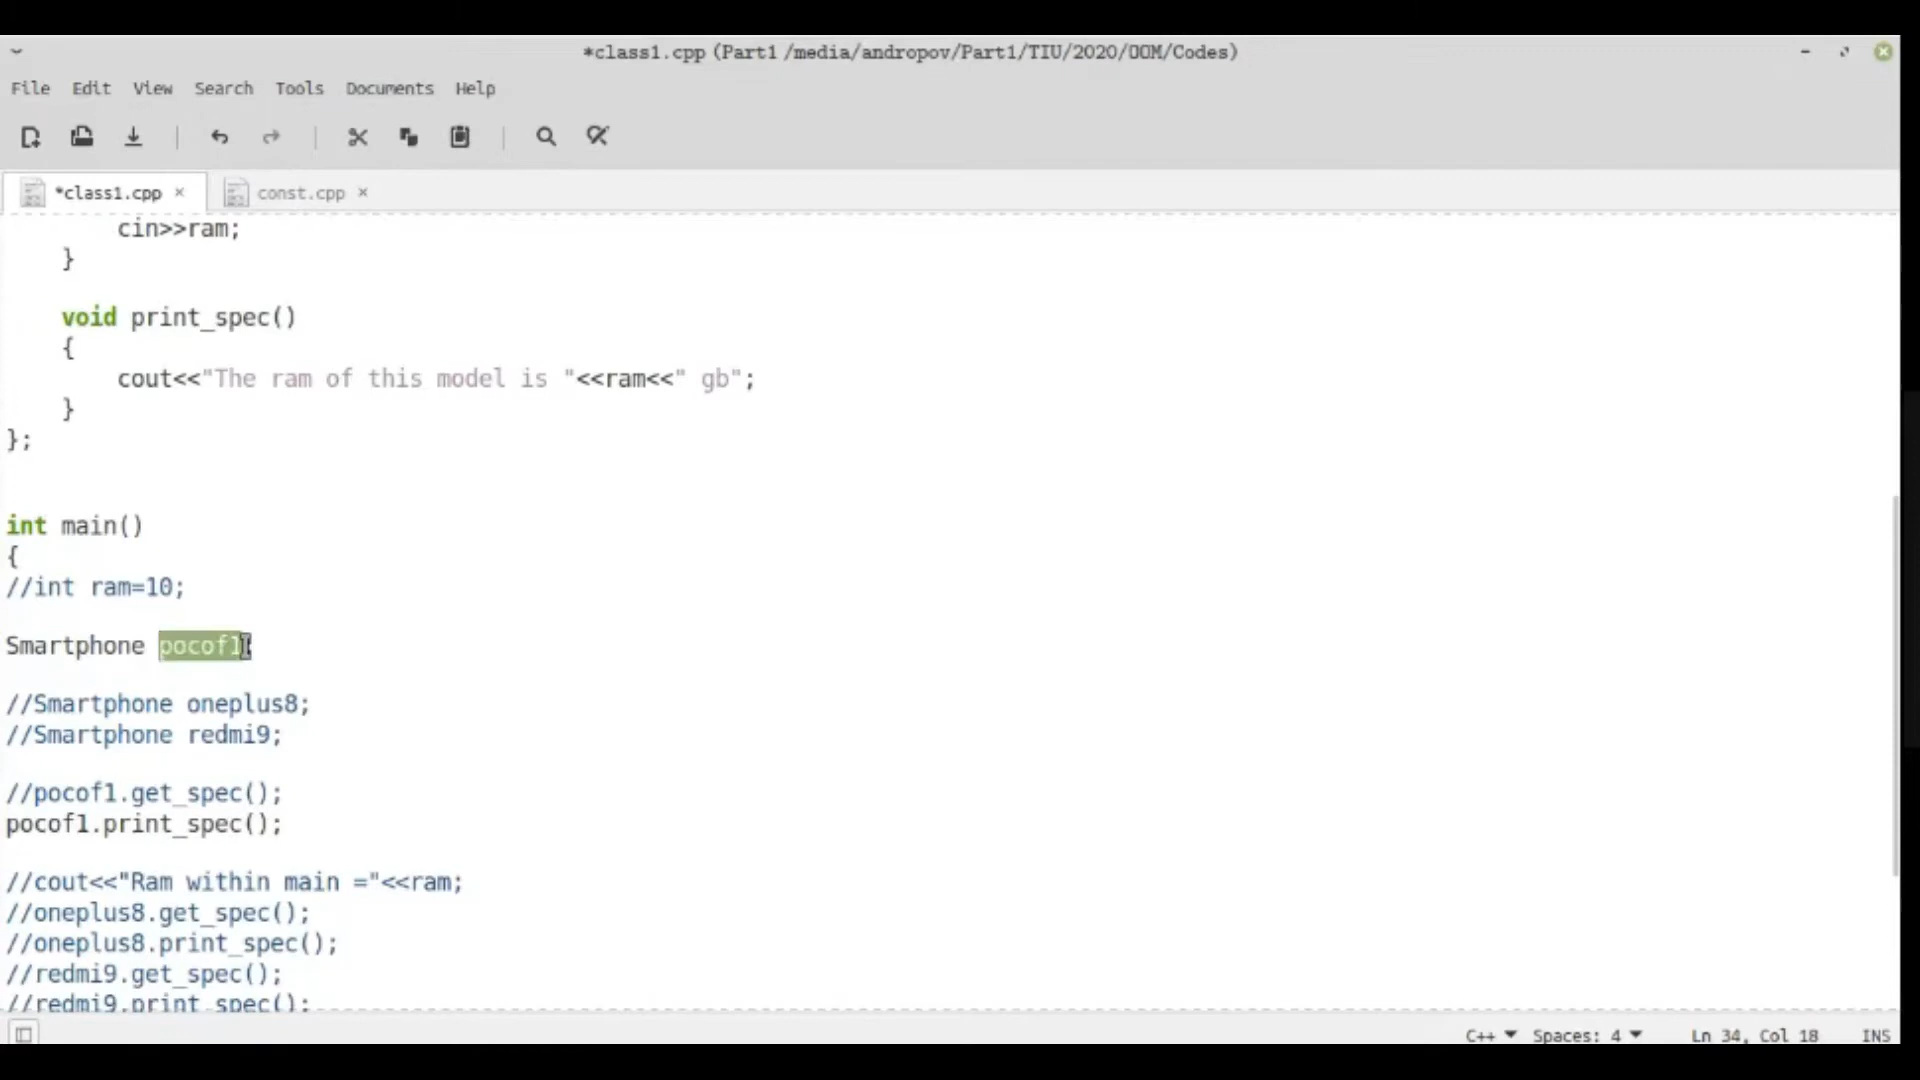 *class1.cpp (Part1 /media/andropov/Part1/TIU/2020/OOM/Codes)
File Edit View Search Tools Documents Help
*class1.cpp × const.cpp ×
cin>>ram;
}
void print_spec()
{
cout<<"The ram of this model is "<<ram<<" gb";
}
};
int main()
{
//int ram=10;
Smartphone pocof1;
//Smartphone oneplus8;
//Smartphone redmi9;
//pocof1.get_spec();
pocof1.print_spec();
//cout<<"Ram within main ="<<ram;
//oneplus8.get_spec();
//oneplus8.print_spec();
//redmi9.get_spec();
//redmi9.print_spec();
C++ Spaces: 4 Ln 34, Col 18 INS